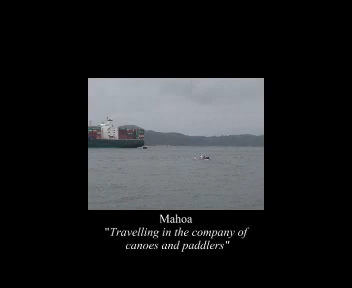 Mahoa
"Travelling in the company of
canoes and paddlers"